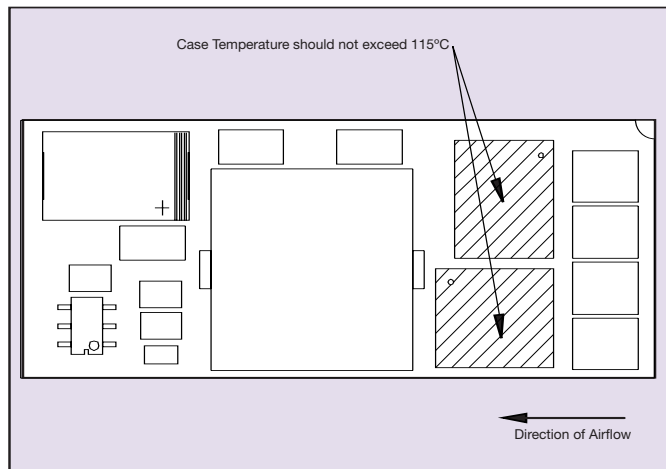 Case Temperature should not exceed 115ºC
Direction of Airflow